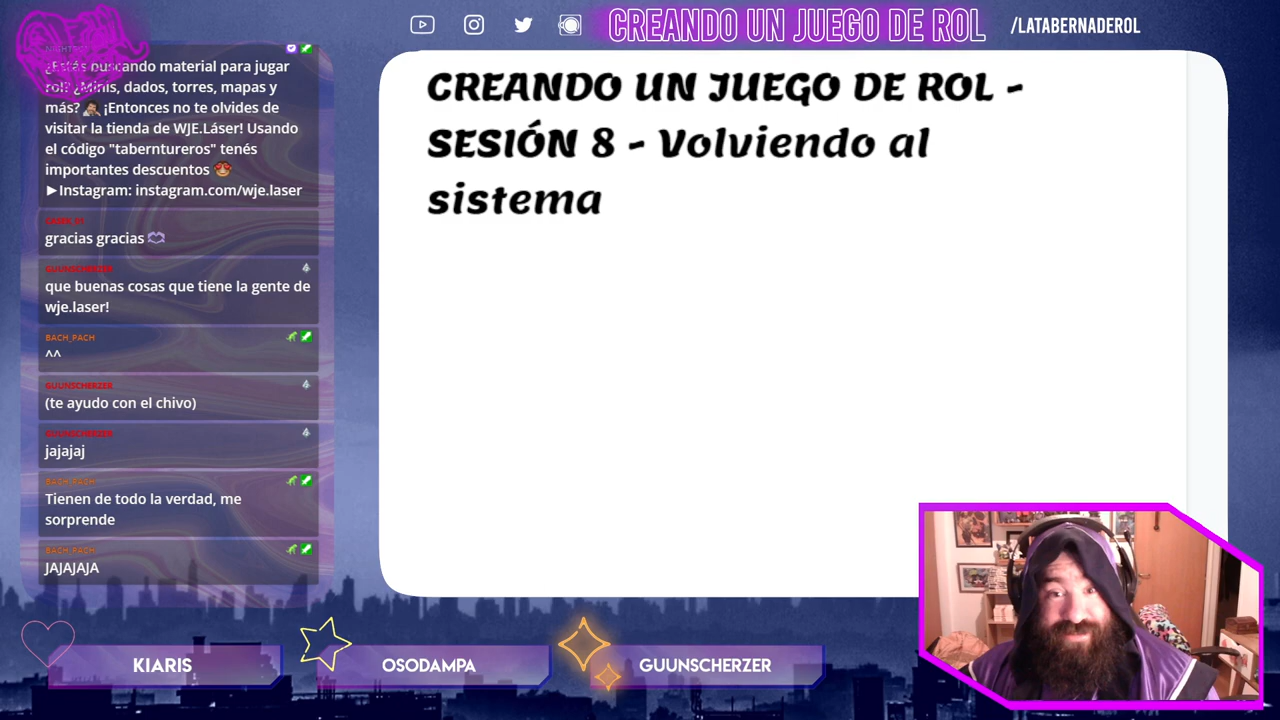 CREANDO UN JUEGO DE ROL
/LATABERNADEROL
¿Estás buscando material para jugar
rol? ¿Minis, dados, torres, mapas y
más? ¡Entonces no te olvides de
visitar la tienda de WJE.Láser! Usando
el código "taberntureros" tenés
importantes descuentos
►Instagram: instagram.com/wje.laser
gracias gracias
GUUNSCHERZER
que buenas cosas que tiene la gente de
wje.laser!
BACH_PACH
^^
GUUNSCHERZER
(te ayudo con el chivo)
GUUNSCHERZER
jajajaj
BACH_PACH
Tienen de todo la verdad, me
sorprende
BACH_PACH
JAJAJAJA
CREANDO UN JUEGO DE ROL -
SESIÓN 8 - Volviendo al
sistema
KIARIS
OSODAMPA
GUUNSCHERZER